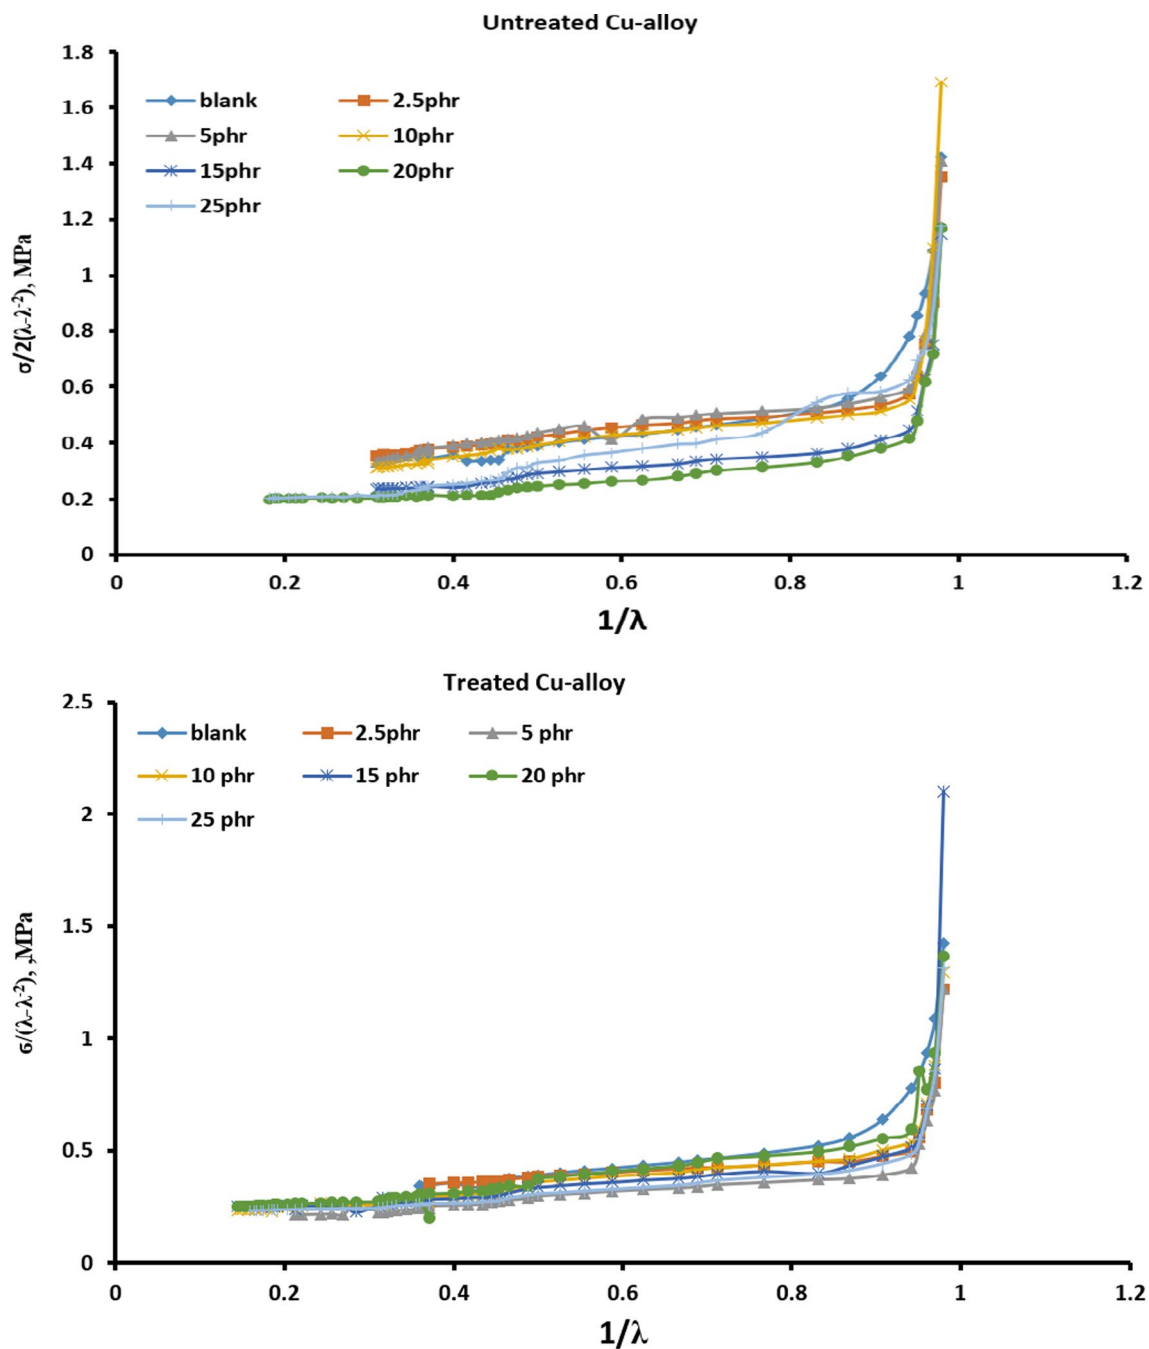 Untreated Cu-alloy
1.8
1.6
1.4
1.2
1
0.8
0.6
0.4
0.2
0
blank 2.5phr
5phr 10phr
15phr 20phr
25phr
σ/2(λ-λ⁻²), MPa
0 0.2 0.4 0.6 0.8 1 1.2
1/λ
Treated Cu-alloy
2.5
2
1.5
1
0.5
0
blank 2.5phr 5 phr
10 phr 15 phr 20 phr
25 phr
б/(λ-λ⁻²), ,MPa
0 0.2 0.4 0.6 0.8 1 1.2
1/λ